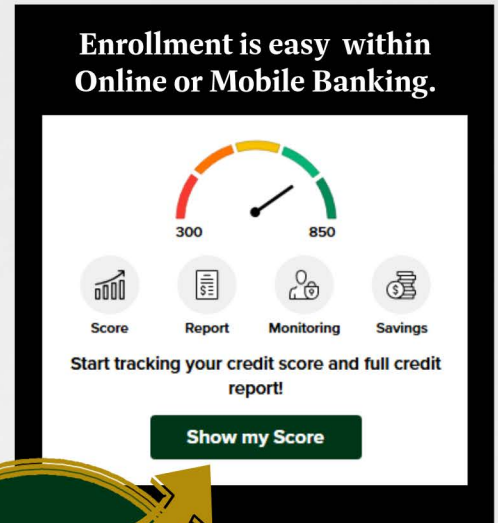 Enrollment is easy within
Online or Mobile Banking.
300
850
Score
Report
Monitoring
Savings
Start tracking your credit score and full credit
report!
Show my Score